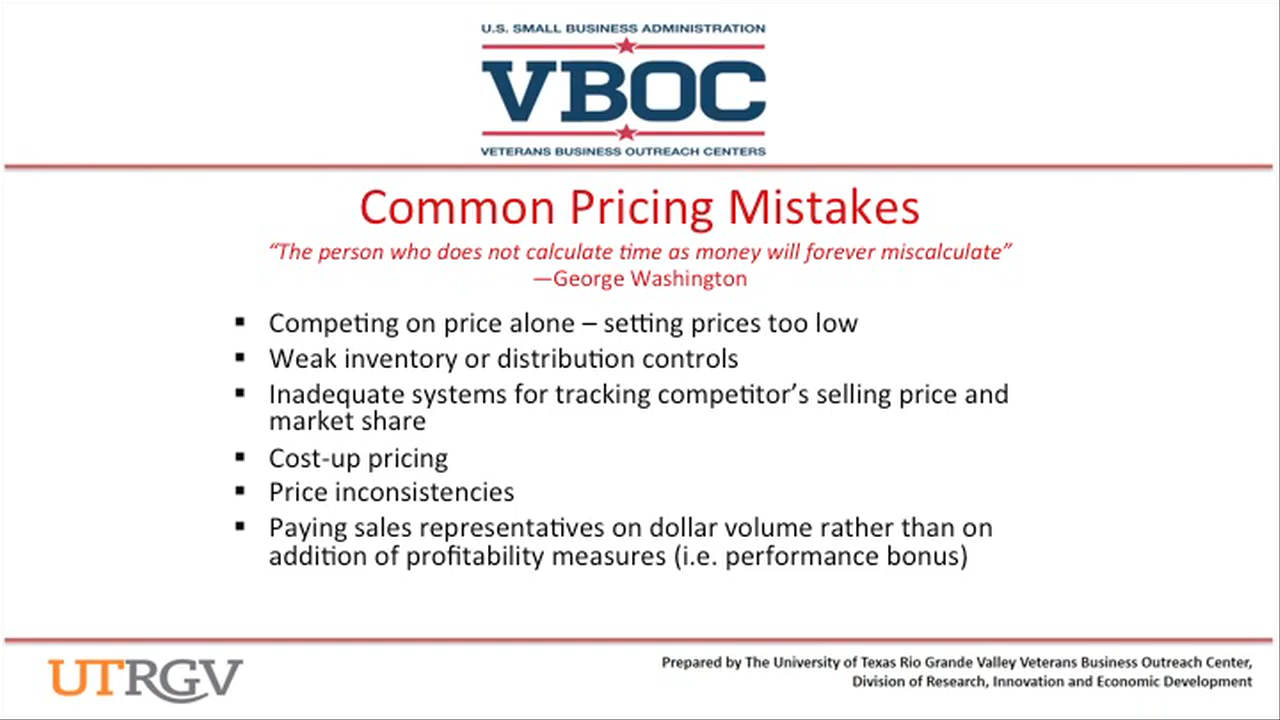 U.S. SMALL BUSINESS ADMINISTRATION
VBOC
VETERANS BUSINESS OUTREACH CENTERS
Common Pricing Mistakes
“The person who does not calculate time as money will forever miscalculate”
—George Washington
▪ Competing on price alone – setting prices too low
▪ Weak inventory or distribution controls
▪ Inadequate systems for tracking competitor’s selling price and
market share
▪ Cost-up pricing
▪ Price inconsistencies
▪ Paying sales representatives on dollar volume rather than on
addition of profitability measures (i.e. performance bonus)
UTRGV
Prepared by The University of Texas Rio Grande Valley Veterans Business Outreach Center,
Division of Research, Innovation and Economic Development